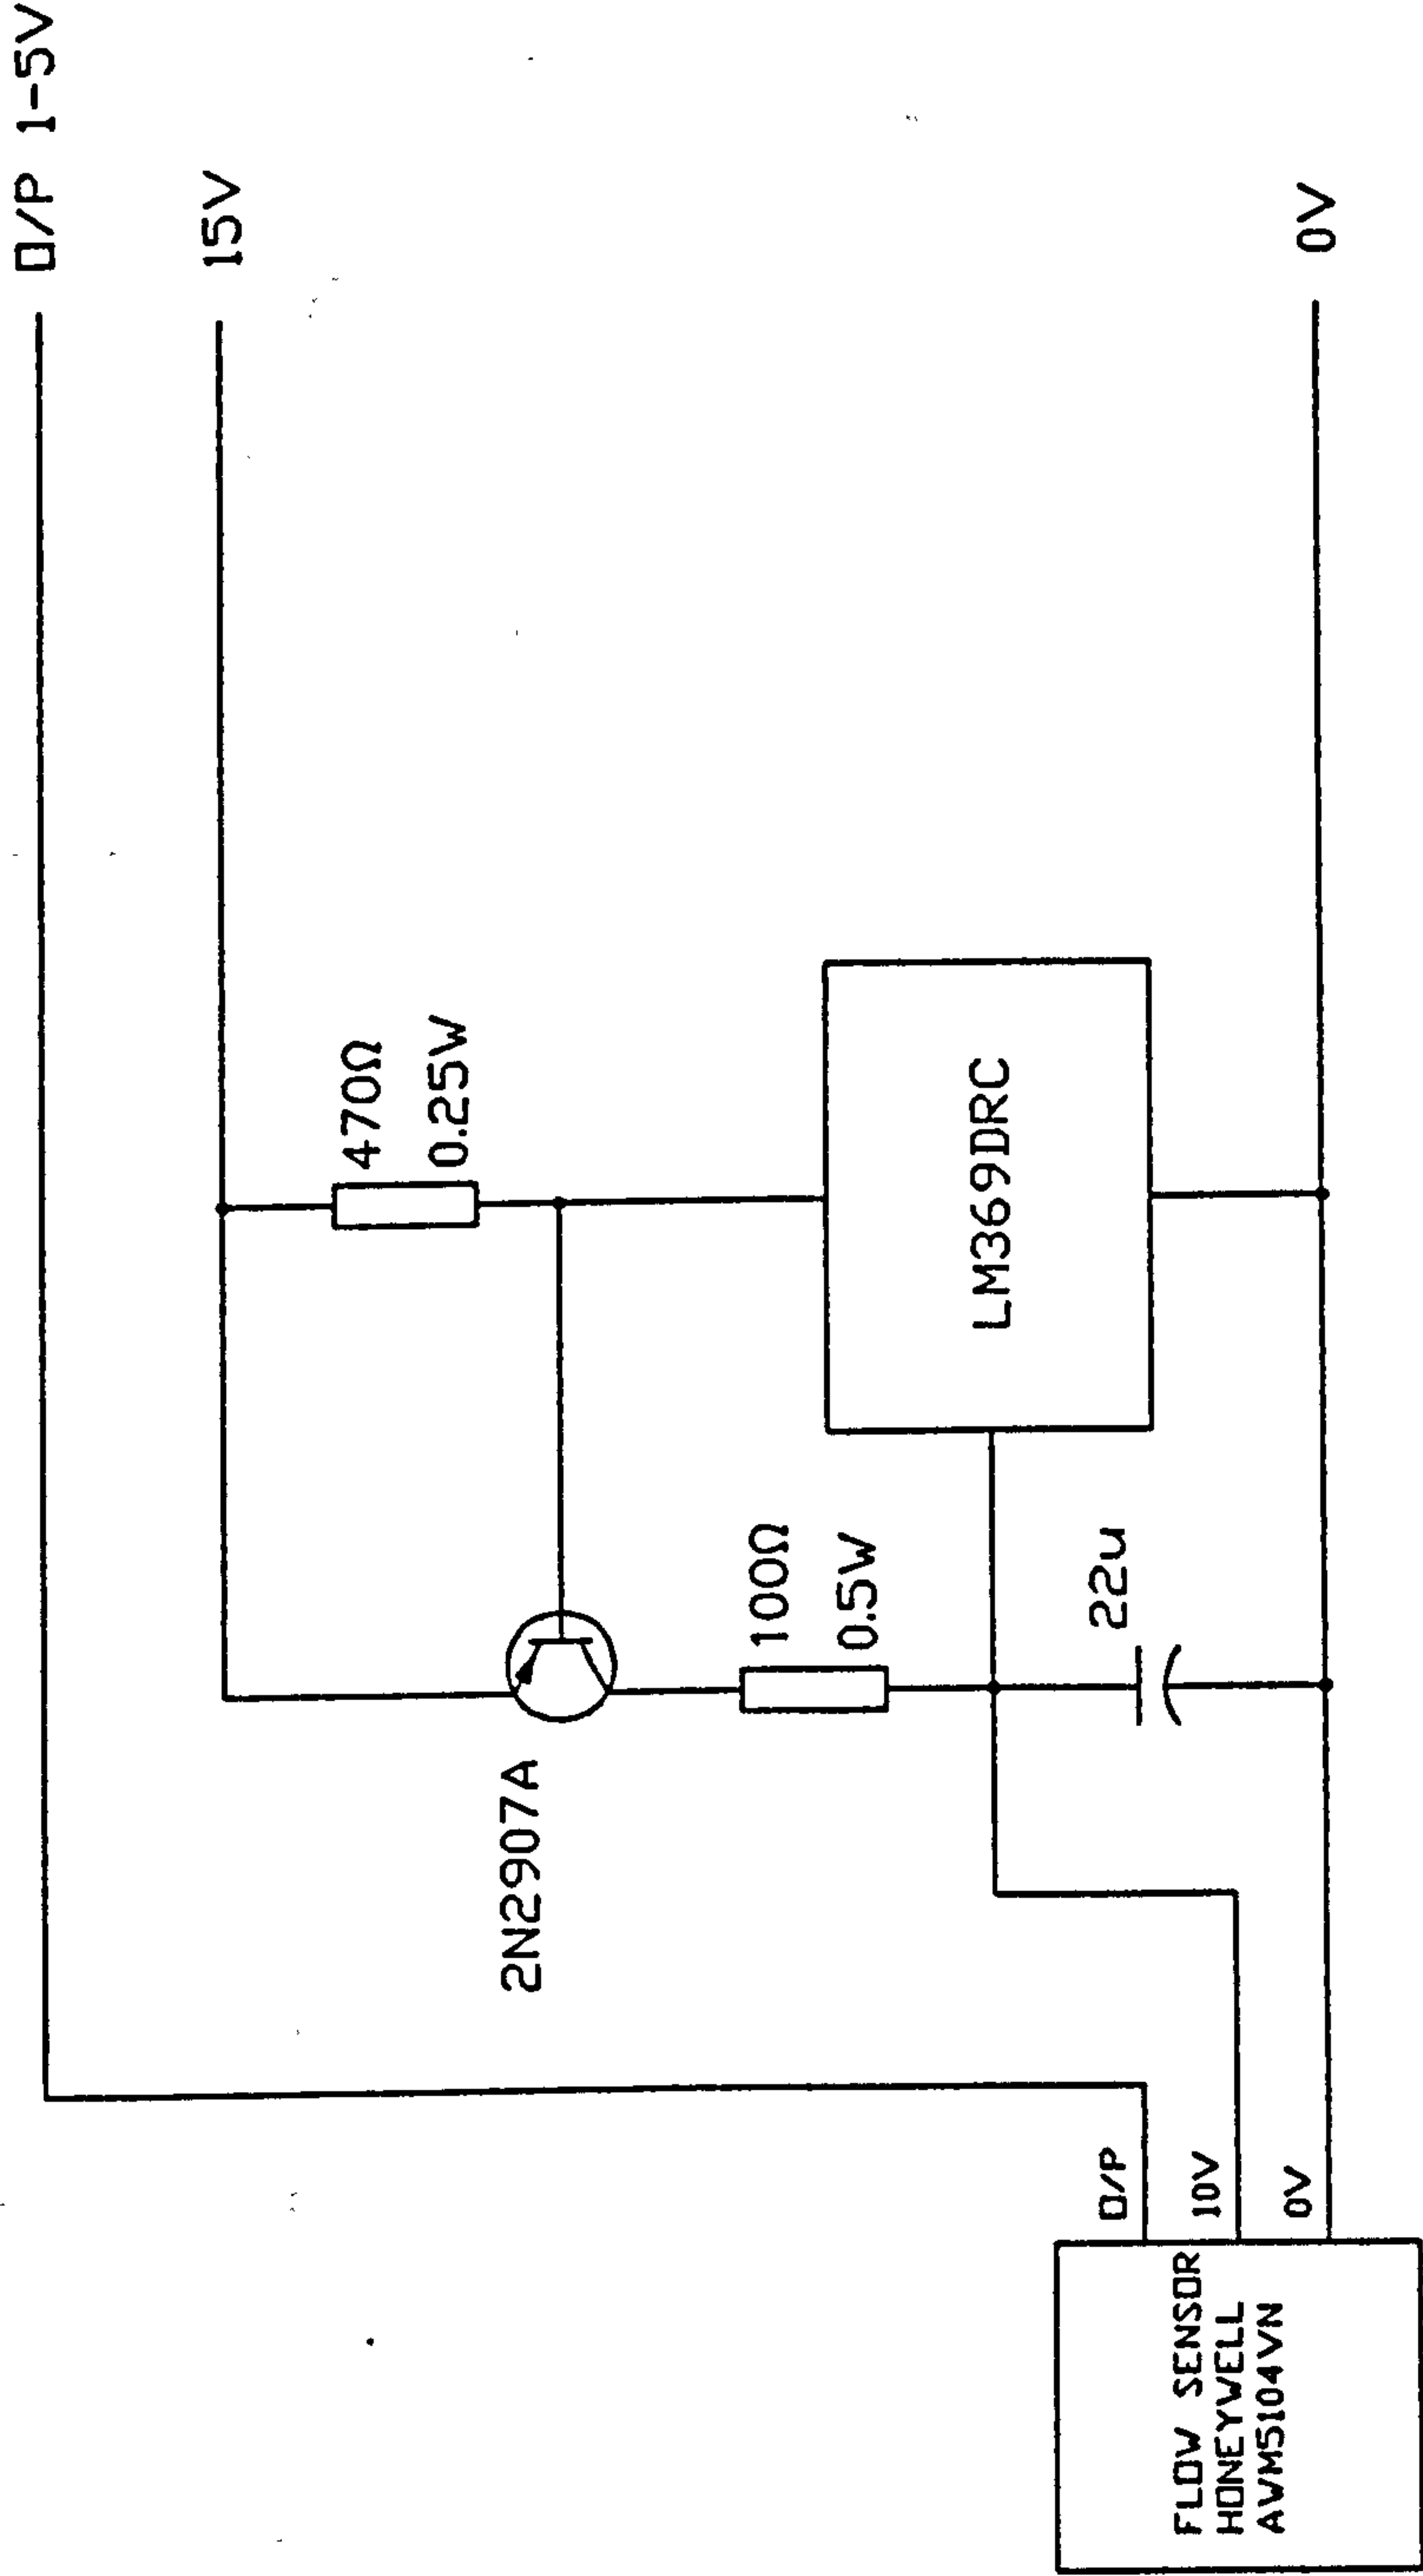 O/P 1-5V
15V
470Ω
0.25W
2N2907A
100Ω
0.5W
LM369DRC
22u
O/P
10V
0V
0V
FLOW SENSOR
HONEYWELL
AWM5104VN